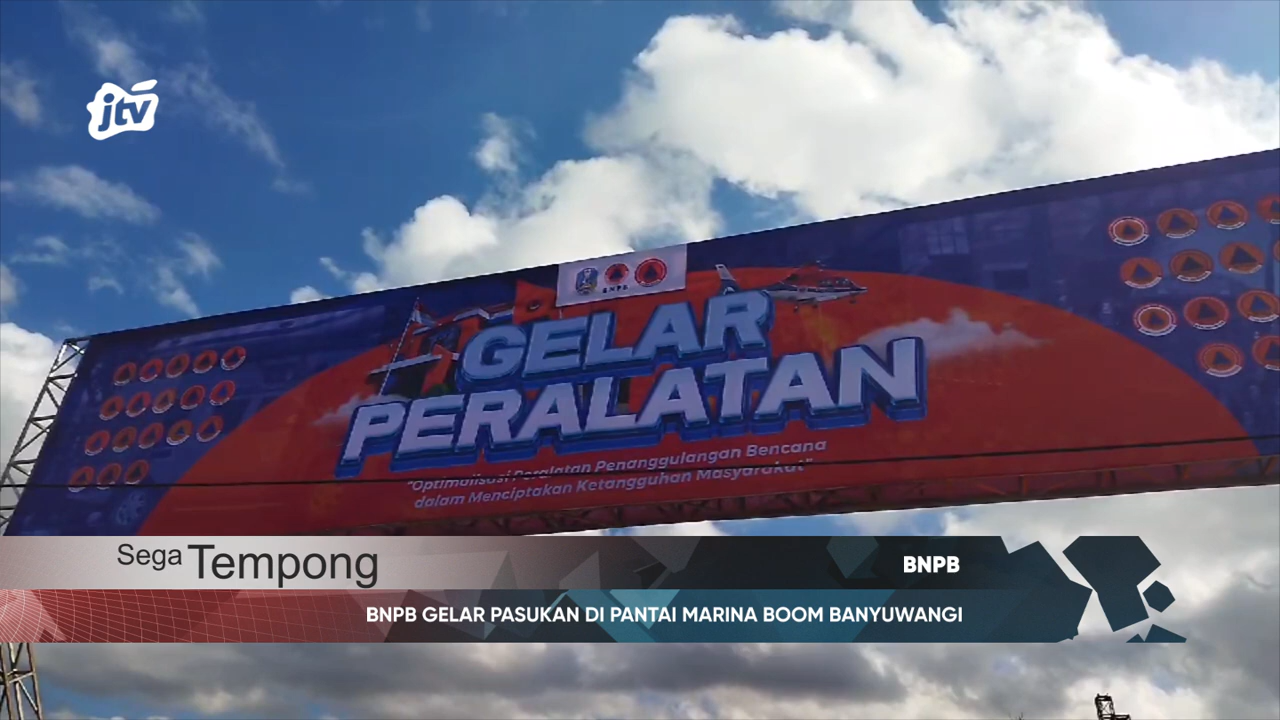 jtv
BNPB
GELAR
PERALATAN
"Optimalisasi Peralatan Penanggulangan Bencana
dalam Menciptakan Ketangguhan Masyarakat"
Sega Tempong
BNPB
BNPB GELAR PASUKAN DI PANTAI MARINA BOOM BANYUWANGI